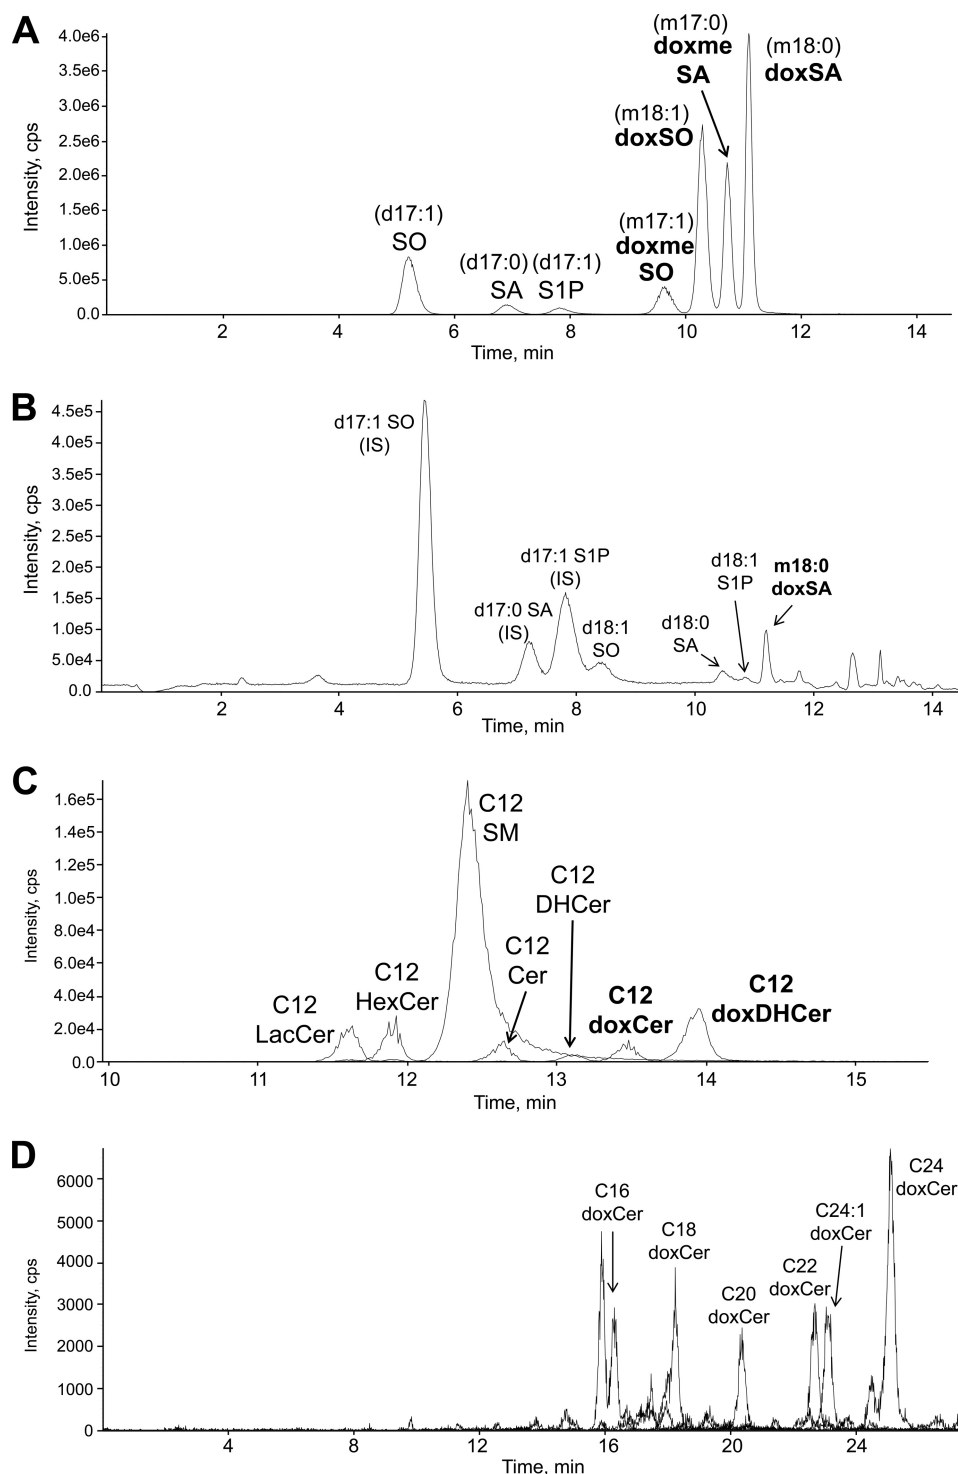 A
(m17:0)
doxme
SA
(m18:0)
doxSA
(m18:1)
doxSO
(m17:1)
doxme
SO
(d17:1)
SO
(d17:0)
SA
(d17:1)
S1P
4.0e6
3.5e6
3.0e6
2.5e6
2.0e6
1.5e6
1.0e6
5.0e5
0.0
Intensity, cps
2 4 6 8 10 12 14
Time, min
B
4.5e5
4.0e5
3.5e5
3.0e5
2.5e5
2.0e5
1.5e5
1.0e5
5.0e4
0.0
Intensity, cps
d17:1 SO
(IS)
d17:0 SA
(IS)
d17:1 S1P
(IS)
d18:1
SO
d18:0
SA
d18:1
S1P
m18:0
doxSA
2 4 6 8 10 12 14
Time, min
C
1.6e5
1.4e5
1.2e5
1.0e5
8.0e4
6.0e4
4.0e4
2.0e4
0.0
Intensity, cps
C12
LacCer
C12
HexCer
C12
SM
C12
Cer
C12
DHCer
C12
doxCer
C12
doxDHCer
10 11 12 13 14 15
Time, min
D
6000
5000
4000
3000
2000
1000
0
Intensity, cps
C16
doxCer
C18
doxCer
C20
doxCer
C22
doxCer
C24:1
doxCer
C24
doxCer
4 8 12 16 20 24
Time, min